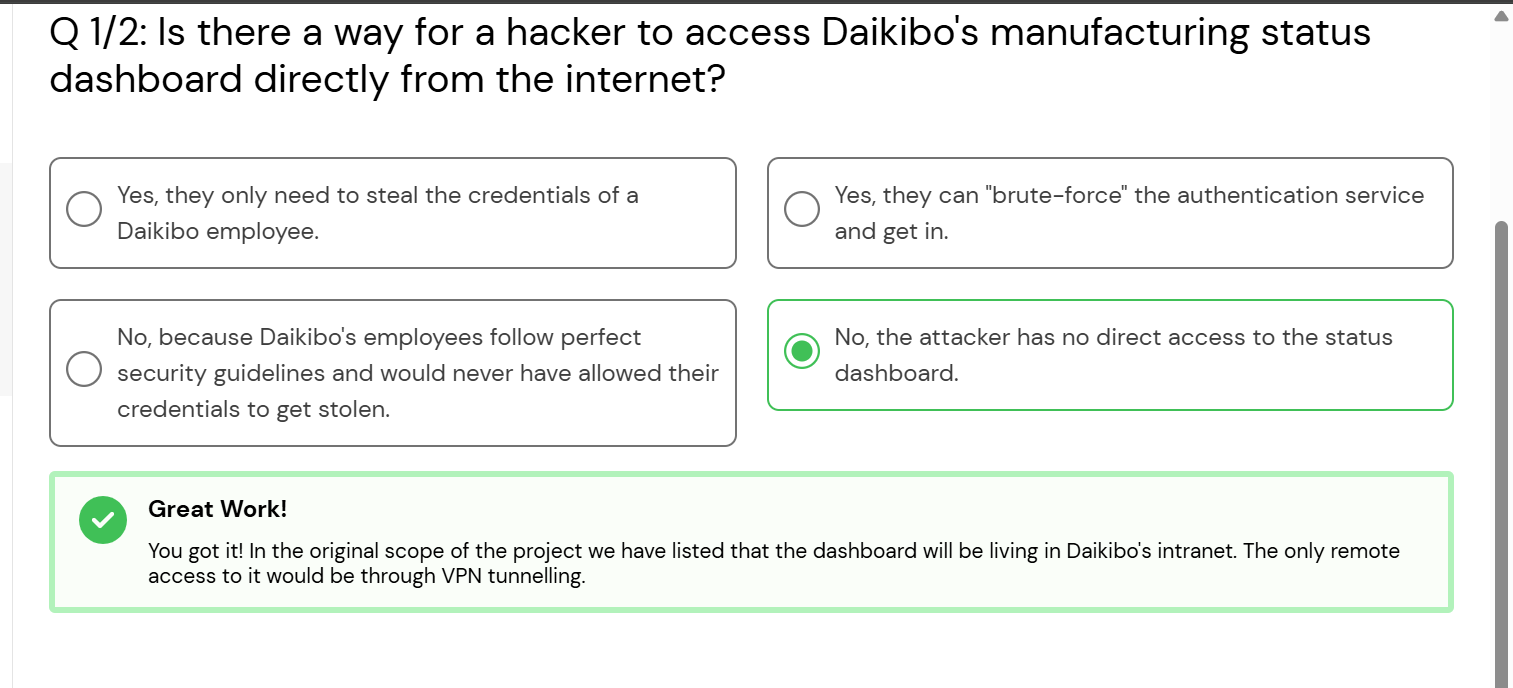 Q 1/2: Is there a way for a hacker to access Daikibo's manufacturing status
dashboard directly from the internet?
Yes, they only need to steal the credentials of a
Daikibo employee.
Yes, they can "brute-force" the authentication service
and get in.
No, because Daikibo's employees follow perfect
security guidelines and would never have allowed their
credentials to get stolen.
No, the attacker has no direct access to the status
dashboard.
Great Work!
You got it! In the original scope of the project we have listed that the dashboard will be living in Daikibo's intranet. The only remote
access to it would be through VPN tunnelling.